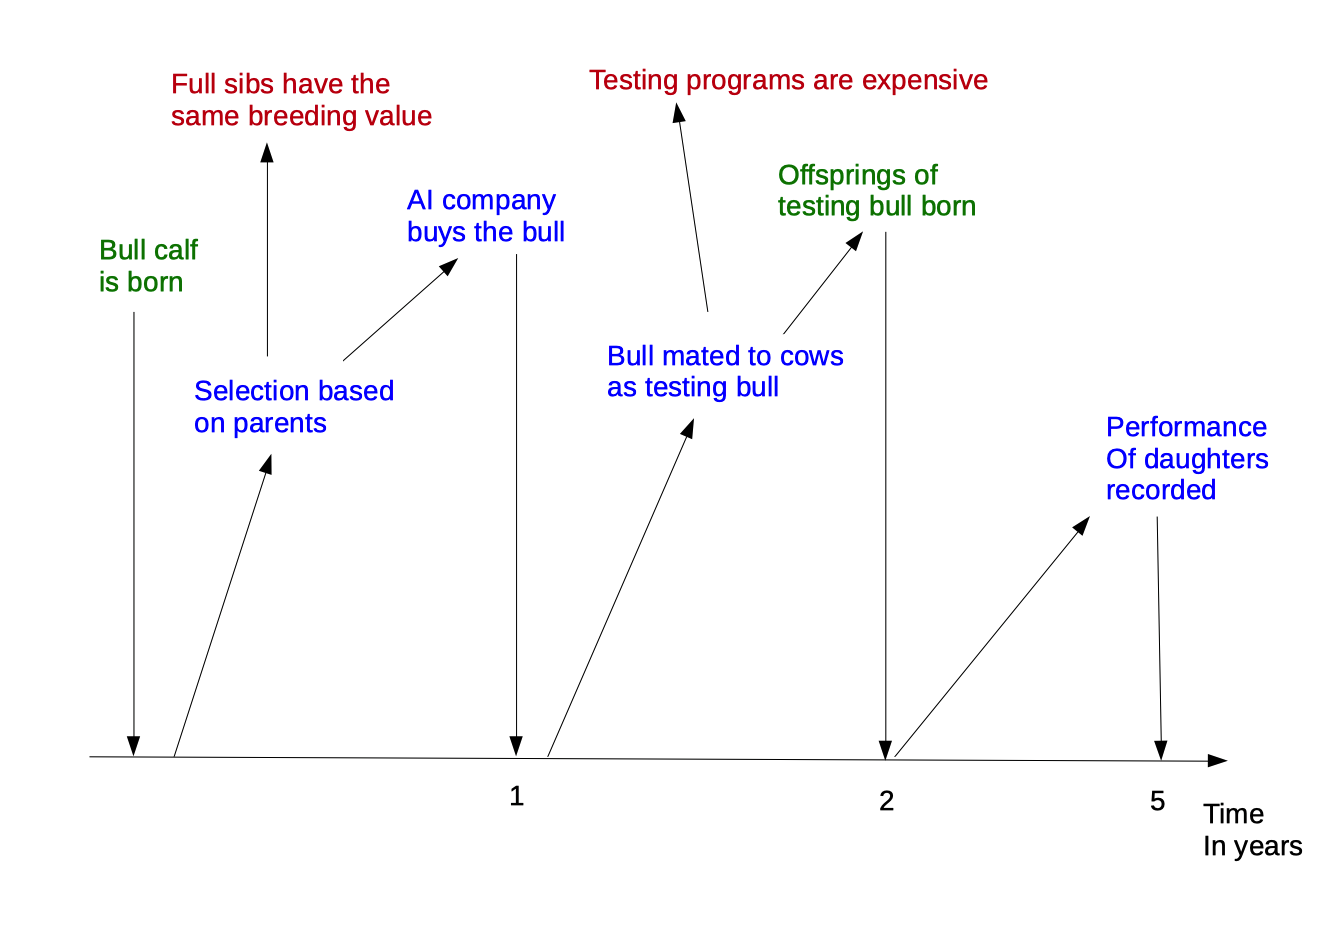 Full sibs have the
same breeding value
Testing programs are expensive
Offsprings of
testing bull born
AI company
buys the bull
Bull calf
is born
Bull mated to cows
as testing bull
Selection based
on parents
Performance
Of daughters
recorded
1
2
5
Time
In years